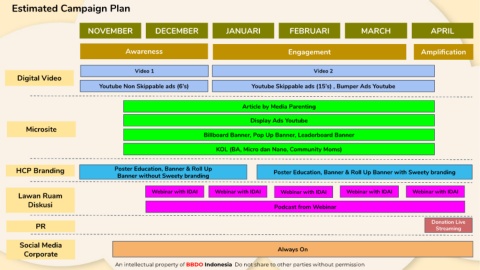 Estimated Campaign Plan
NOVEMBER DECEMBER JANUARI FEBRUARI MARCH APRIL
Awareness Engagement Amplification
Digital Video
Video 1 Video 2
Youtube Non Skippable ads (6's) Youtube Skippable ads (15's) , Bumper Ads Youtube
Microsite
Article by Media Parenting
Display Ads Youtube
Billboard Banner, Pop Up Banner, Leaderboard Banner
KOL (BA, Micro dan Nano, Community Moms)
HCP Branding
Poster Education, Banner & Roll Up
Banner without Sweety branding
Poster Education, Banner & Roll Up Banner with Sweety branding
Lawan Ruam
Diskusi
Webinar with IDAI Webinar with IDAI Webinar with IDAI Webinar with IDAI Webinar with IDAI
Podcast from Webinar
PR
Donation Live
Streaming
Social Media
Corporate
Always On
An intellectual property of BBDO Indonesia. Do not share to other parties without permission